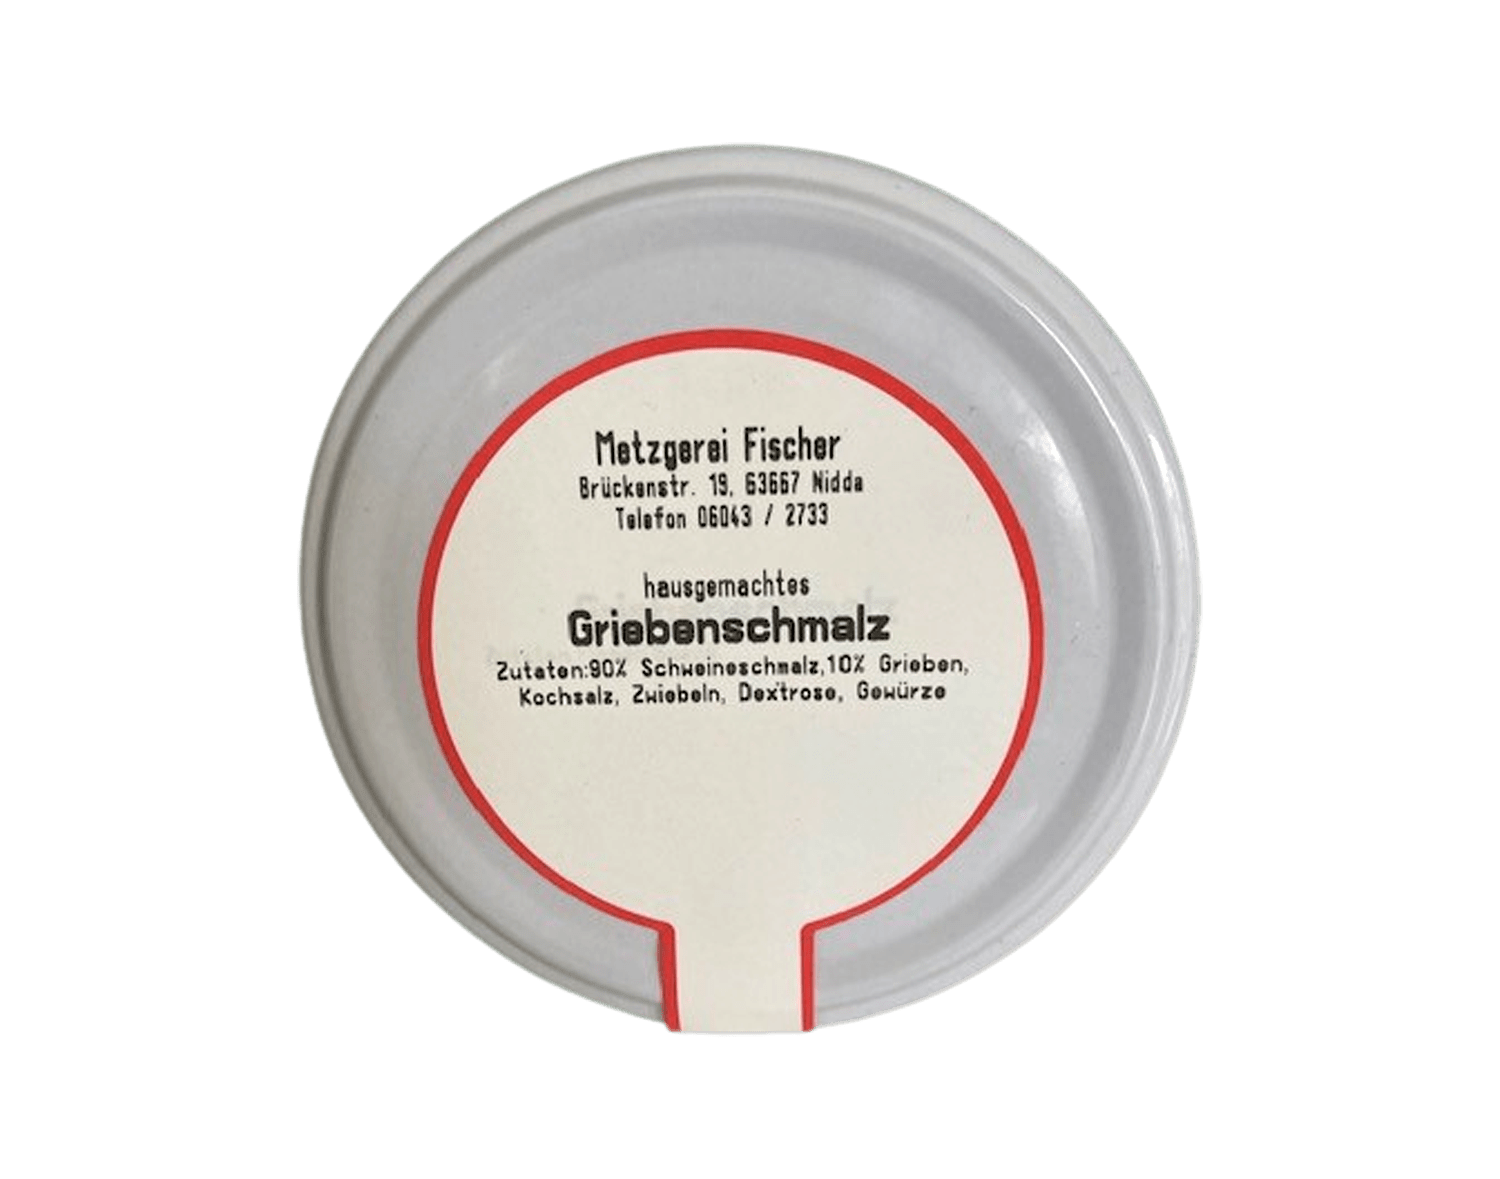 Metzgerei Fischer
Brückenstr. 19, 63667 Nidda
Telefon 06043 / 2733
hausgemachtes
Griebenschmalz
Zutaten:90% Schweineschmalz,10% Grieben,
Kochsalz, Zwiebeln, Dextrose, Gewürze